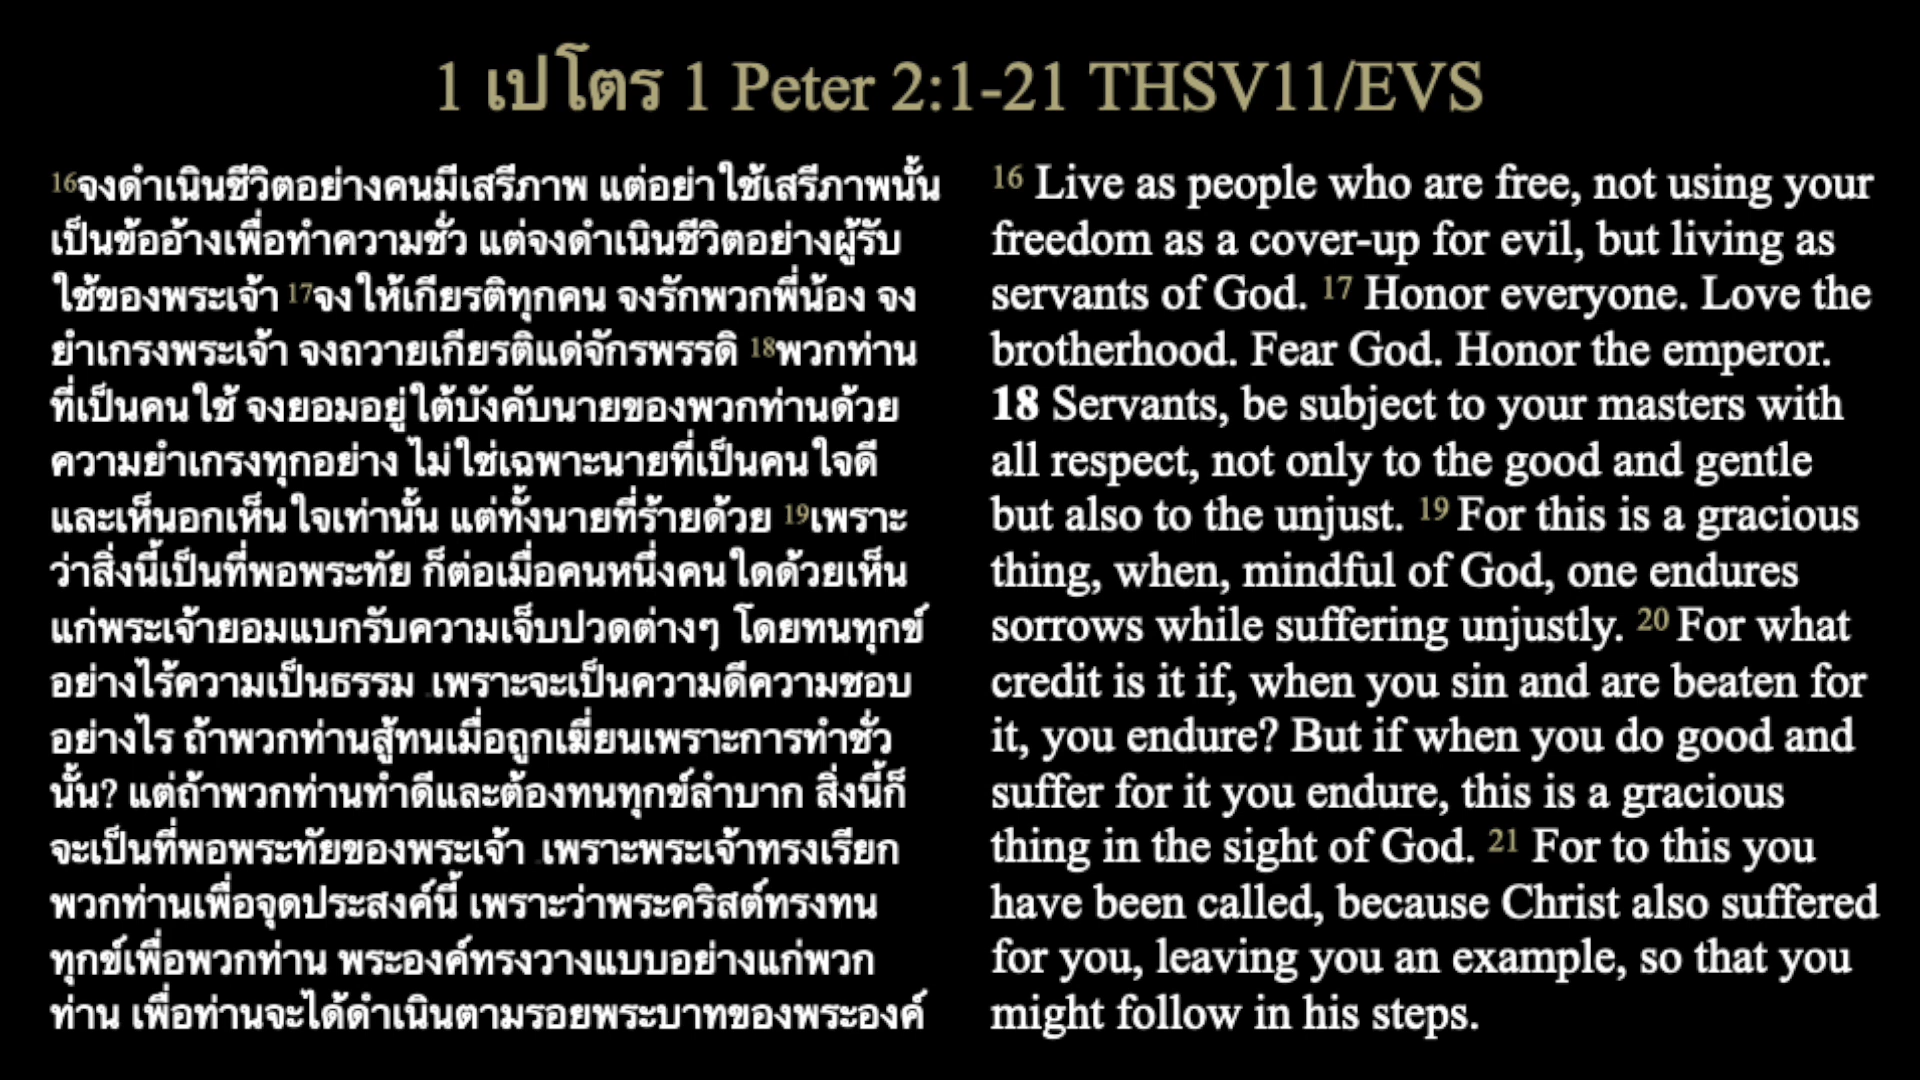 1 เปโตร 1 Peter 2:1-21 THSV11/EVS
16จงดำเนินชีวิตอย่างคนมีเสรีภาพ แต่อย่าใช้เสรีภาพนั้น
เป็นข้ออ้างเพื่อทำความชั่ว แต่จงดำเนินชีวิตอย่างผู้รับ
ใช้ของพระเจ้า 17จงให้เกียรติทุกคน จงรักพวกพี่น้อง จง
ยำเกรงพระเจ้า จงถวายเกียรติแด่จักรพรรดิ 18พวกท่าน
ที่เป็นคนใช้ จงยอมอยู่ใต้บังคับนายของพวกท่านด้วย
ความยำเกรงทุกอย่าง ไม่ใช่เฉพาะนายที่เป็นคนใจดี
และเห็นอกเห็นใจเท่านั้น แต่ทั้งนายที่ร้ายด้วย 19เพราะ
ว่าสิ่งนี้เป็นที่พอพระทัย ก็ต่อเมื่อคนหนึ่งคนใดด้วยเห็น
แก่พระเจ้ายอมแบกรับความเจ็บปวดต่างๆ โดยทนทุกข์
อย่างไร้ความเป็นธรรม เพราะจะเป็นความดีความชอบ
อย่างไร ถ้าพวกท่านสู้ทนเมื่อถูกเฆี่ยนเพราะการทำชั่ว
นั้น? แต่ถ้าพวกท่านทำดีและต้องทนทุกข์ลำบาก สิ่งนี้ก็
จะเป็นที่พอพระทัยของพระเจ้า เพราะพระเจ้าทรงเรียก
พวกท่านเพื่อจุดประสงค์นี้ เพราะว่าพระคริสต์ทรงทน
ทุกข์เพื่อพวกท่าน พระองค์ทรงวางแบบอย่างแก่พวก
ท่าน เพื่อท่านจะได้ดำเนินตามรอยพระบาทของพระองค์
16 Live as people who are free, not using your
freedom as a cover-up for evil, but living as
servants of God. 17 Honor everyone. Love the
brotherhood. Fear God. Honor the emperor.
18 Servants, be subject to your masters with
all respect, not only to the good and gentle
but also to the unjust. 19 For this is a gracious
thing, when, mindful of God, one endures
sorrows while suffering unjustly. 20 For what
credit is it if, when you sin and are beaten for
it, you endure? But if when you do good and
suffer for it you endure, this is a gracious
thing in the sight of God. 21 For to this you
have been called, because Christ also suffered
for you, leaving you an example, so that you
might follow in his steps.